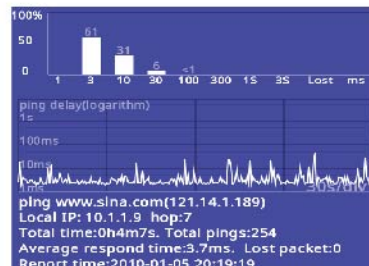 100%
50
0
61
31
6
<1
1 3 10 30 100 300 1S 3S Lost ms
ping delay(logarithm)
1s
100ms
10ms
1ms
30S/div
ping www.sina.com(121.14.1.189)
Local IP: 10.1.1.9 hop:7
Total time:0h4m7s. Total pings:254
Average respond time:3.7ms. Lost packet:0
Report time:2010-01-05 20:19:19